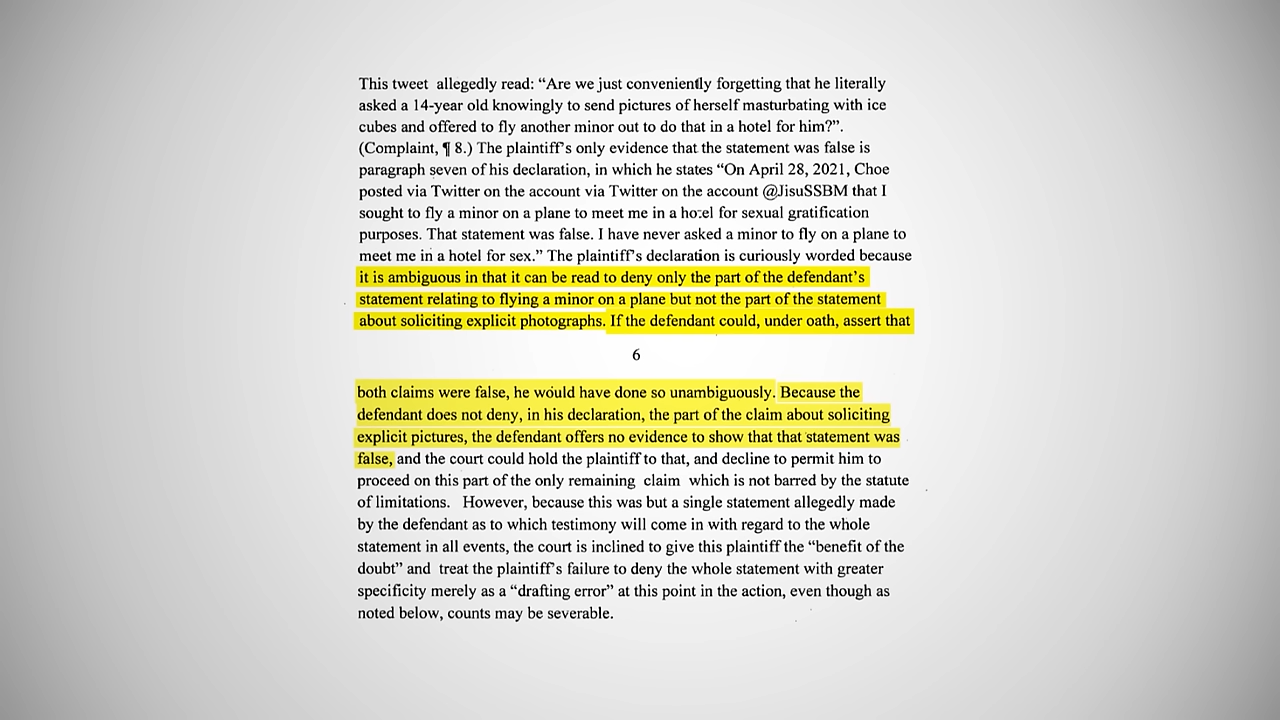 This tweet allegedly read: “Are we just conveniently forgetting that he literally
asked a 14-year old knowingly to send pictures of herself masturbating with ice
cubes and offered to fly another minor out to do that in a hotel for him?”.
(Complaint, ¶ 8.) The plaintiff’s only evidence that the statement was false is
paragraph seven of his declaration, in which he states “On April 28, 2021, Choe
posted via Twitter on the account via Twitter on the account @JisuSSBM that I
sought to fly a minor on a plane to meet me in a hotel for sexual gratification
purposes. That statement was false. I have never asked a minor to fly on a plane to
meet me in a hotel for sex.” The plaintiff’s declaration is curiously worded because
it is ambiguous in that it can be read to deny only the part of the defendant’s
statement relating to flying a minor on a plane but not the part of the statement
about soliciting explicit photographs. If the defendant could, under oath, assert that
6
both claims were false, he would have done so unambiguously. Because the
defendant does not deny, in his declaration, the part of the claim about soliciting
explicit pictures, the defendant offers no evidence to show that that statement was
false, and the court could hold the plaintiff to that, and decline to permit him to
proceed on this part of the only remaining claim which is not barred by the statute
of limitations. However, because this was but a single statement allegedly made
by the defendant as to which testimony will come in with regard to the whole
statement in all events, the court is inclined to give this plaintiff the “benefit of the
doubt” and treat the plaintiff’s failure to deny the whole statement with greater
specificity merely as a “drafting error” at this point in the action, even though as
noted below, counts may be severable.